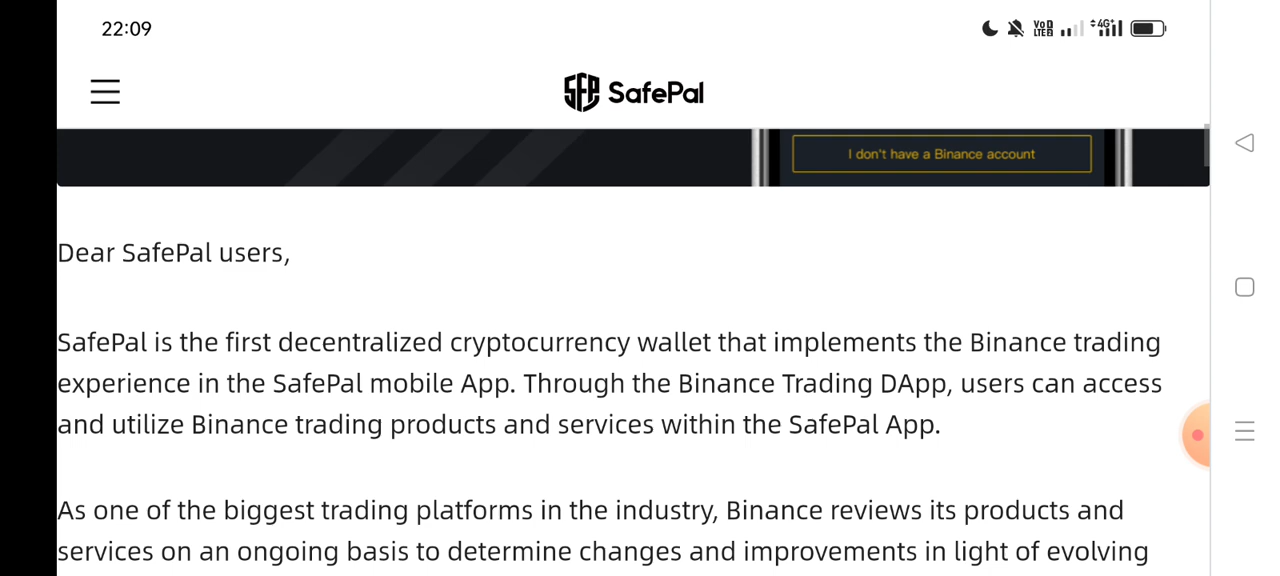 22:09
VoD LTEB 4G+
SafePal
I don't have a Binance account
Dear SafePal users,
SafePal is the first decentralized cryptocurrency wallet that implements the Binance trading
experience in the SafePal mobile App. Through the Binance Trading DApp, users can access
and utilize Binance trading products and services within the SafePal App.
As one of the biggest trading platforms in the industry, Binance reviews its products and
services on an ongoing basis to determine changes and improvements in light of evolving